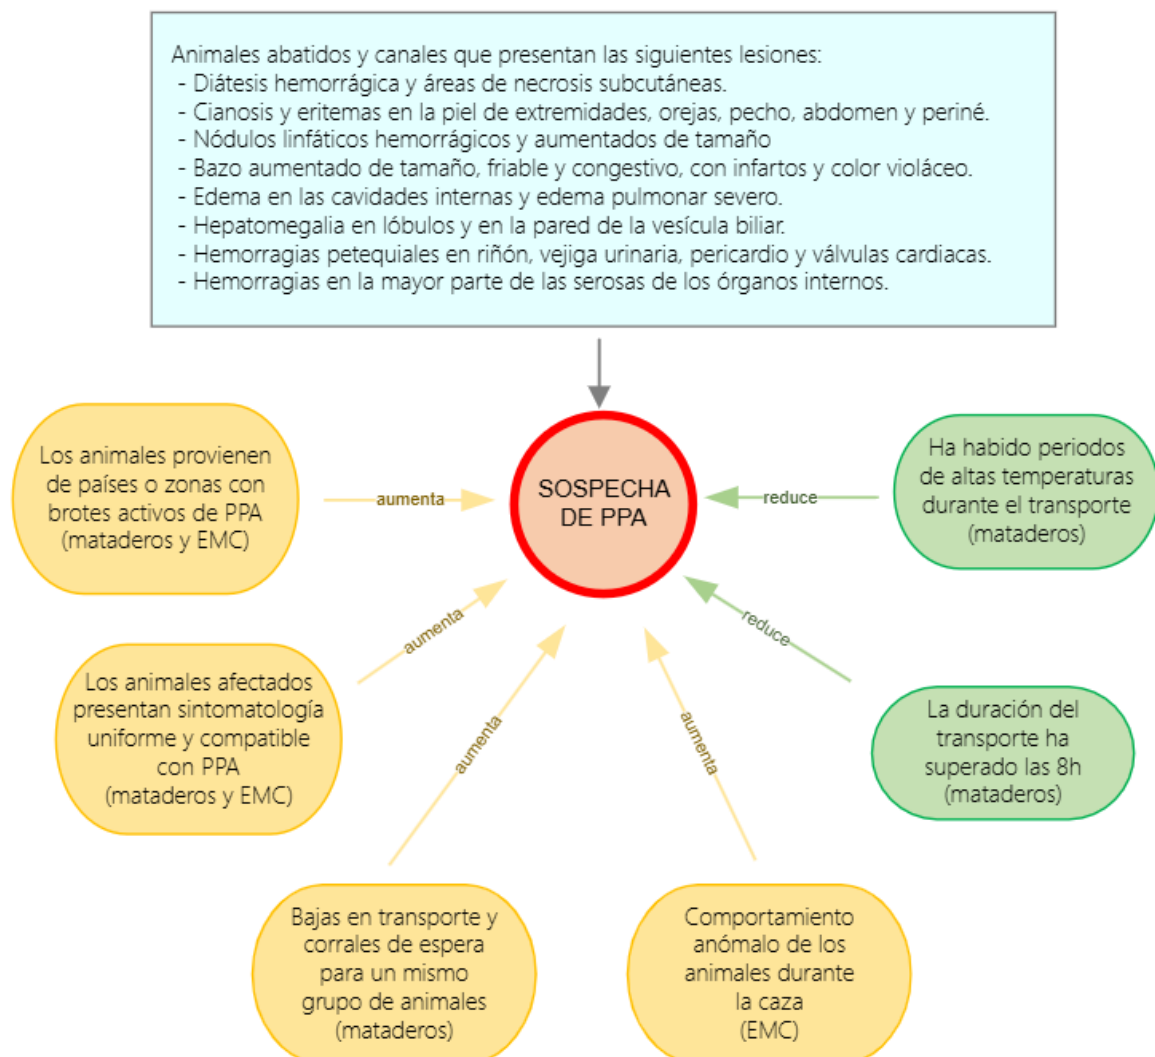 Animales abatidos y canales que presentan las siguientes lesiones:
- Diátesis hemorrágica y áreas de necrosis subcutáneas.
- Cianosis y eritemas en la piel de extremidades, orejas, pecho, abdomen y periné.
- Nódulos linfáticos hemorrágicos y aumentados de tamaño
- Bazo aumentado de tamaño, friable y congestivo, con infartos y color violáceo.
- Edema en las cavidades internas y edema pulmonar severo.
- Hepatomegalia en lóbulos y en la pared de la vesícula biliar.
- Hemorragias petequiales en riñón, vejiga urinaria, pericardio y válvulas cardiacas.
- Hemorragias en la mayor parte de las serosas de los órganos internos.
Los animales provienen
de países o zonas con
brotes activos de PPA
(mataderos y EMC)
aumenta
SOSPECHA
DE PPA
reduce
Ha habido periodos
de altas temperaturas
durante el transporte
(mataderos)
Los animales afectados
presentan sintomatología
uniforme y compatible
con PPA
(mataderos y EMC)
aumenta
aumenta
aumenta
reduce
La duración del
transporte ha
superado las 8h
(mataderos)
Bajas en transporte y
corrales de espera
para un mismo
grupo de animales
(mataderos)
Comportamiento
anómalo de los
animales durante
la caza
(EMC)